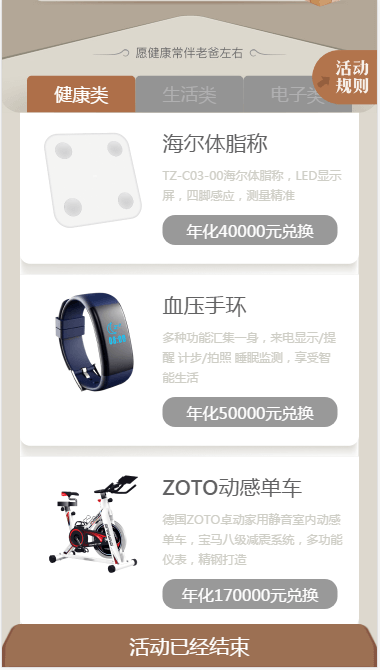 愿健康常伴老爸左右
活动
规则
健康类
生活类
电子类
海尔体脂称
TZ-C03-00海尔体脂称，LED显示
屏，四脚感应，测量精准
年化40000元兑换
血压手环
多种功能汇集一身，来电显示/提
醒 计步/拍照 睡眠监测，享受智
能生活
年化50000元兑换
ZOTO动感单车
德国ZOTO卓动家用静音室内动感
单车，宝马八级减震系统，多功能
仪表，精钢打造
年化170000元兑换
活动已经结束